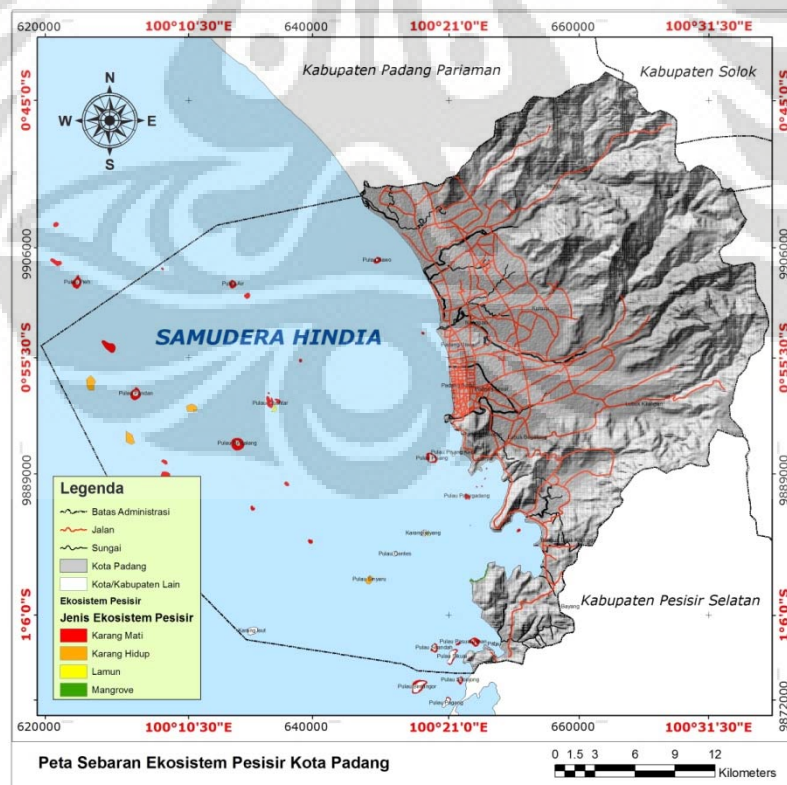 620000
100°10'30"E
640000
100°21'0"E
660000
100°31'30"E
Kabupaten Padang Pariaman
Kabupaten Solok
N
W
E
S
0°45'0"S
0°45'0"S
9906000
9906000
Pulau Air
SAMUDERA HINDIA
0°55'30"S
0°55'30"S
9889000
9889000
Legenda
Batas Administrasi
Jalan
Sungai
Kota Padang
Kota/Kabupaten Lain
Ekosistem Pesisir
Jenis Ekosistem Pesisir
Karang Mati
Karang Hidup
Lamun
Mangrove
Kabupaten Pesisir Selatan
Bayang
1°6'0"S
1°6'0"S
9872000
620000
100°10'30"E
640000
100°21'0"E
660000
100°31'30"E
9872000
Peta Sebaran Ekosistem Pesisir Kota Padang
0 1.5 3 6 9 12
Kilometers